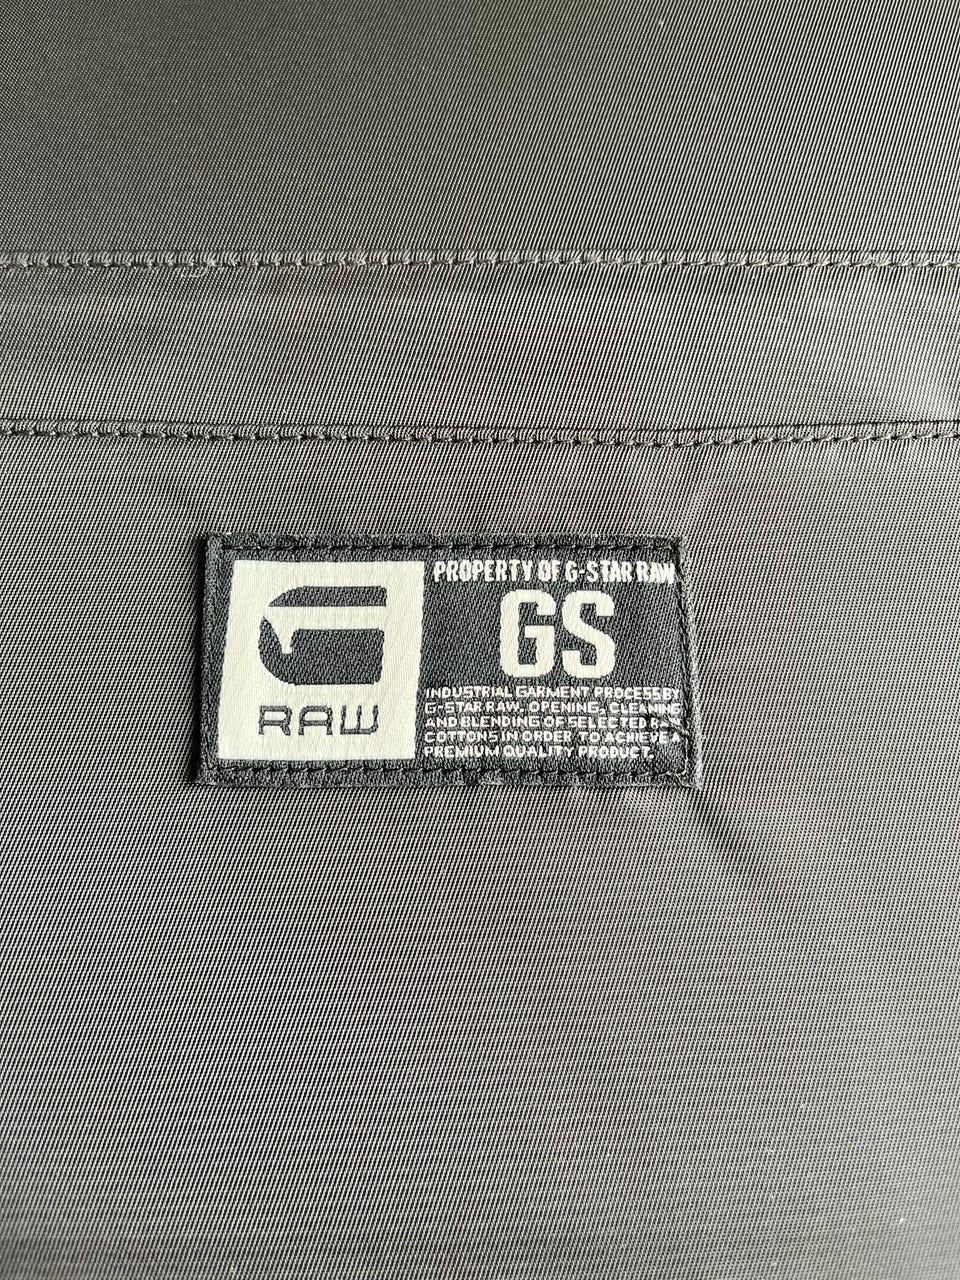 RAW
PROPERTY OF G-STAR RAW
GS
INDUSTRIAL GARMENT PROCESS BY
G-STAR RAW. OPENING, CLEANING
AND BLENDING OF SELECTED
COTTONS IN ORDER TO ACHIEVE
PREMIUM QUALITY PRODUCT.